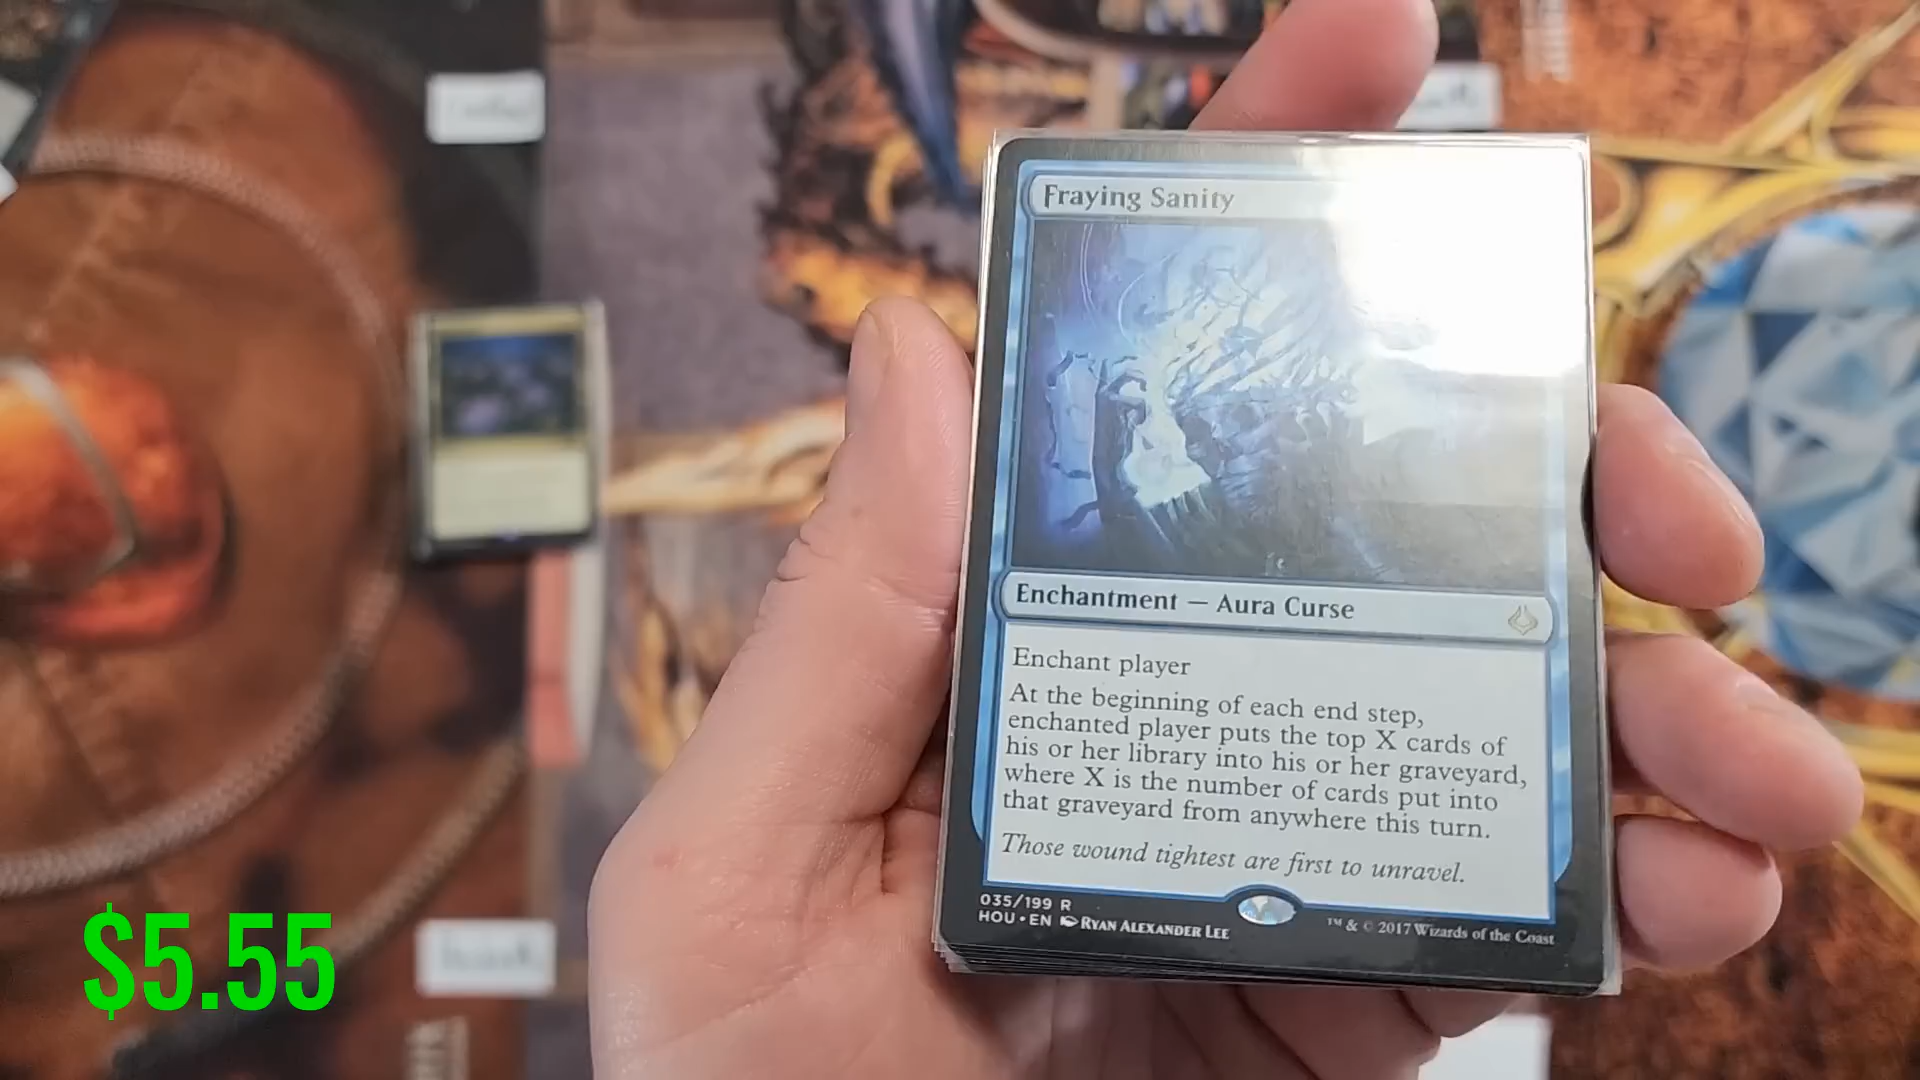 Fraying Sanity
Enchantment — Aura Curse
Enchant player
At the beginning of each end step,
enchanted player puts the top X cards of
his or her library into his or her graveyard,
where X is the number of cards put into
that graveyard from anywhere this turn.
Those wound tightest are first to unravel.
035/199 R
HOU • EN Ryan Alexander Lee
™ & © 2017 Wizards of the Coast
$5.55